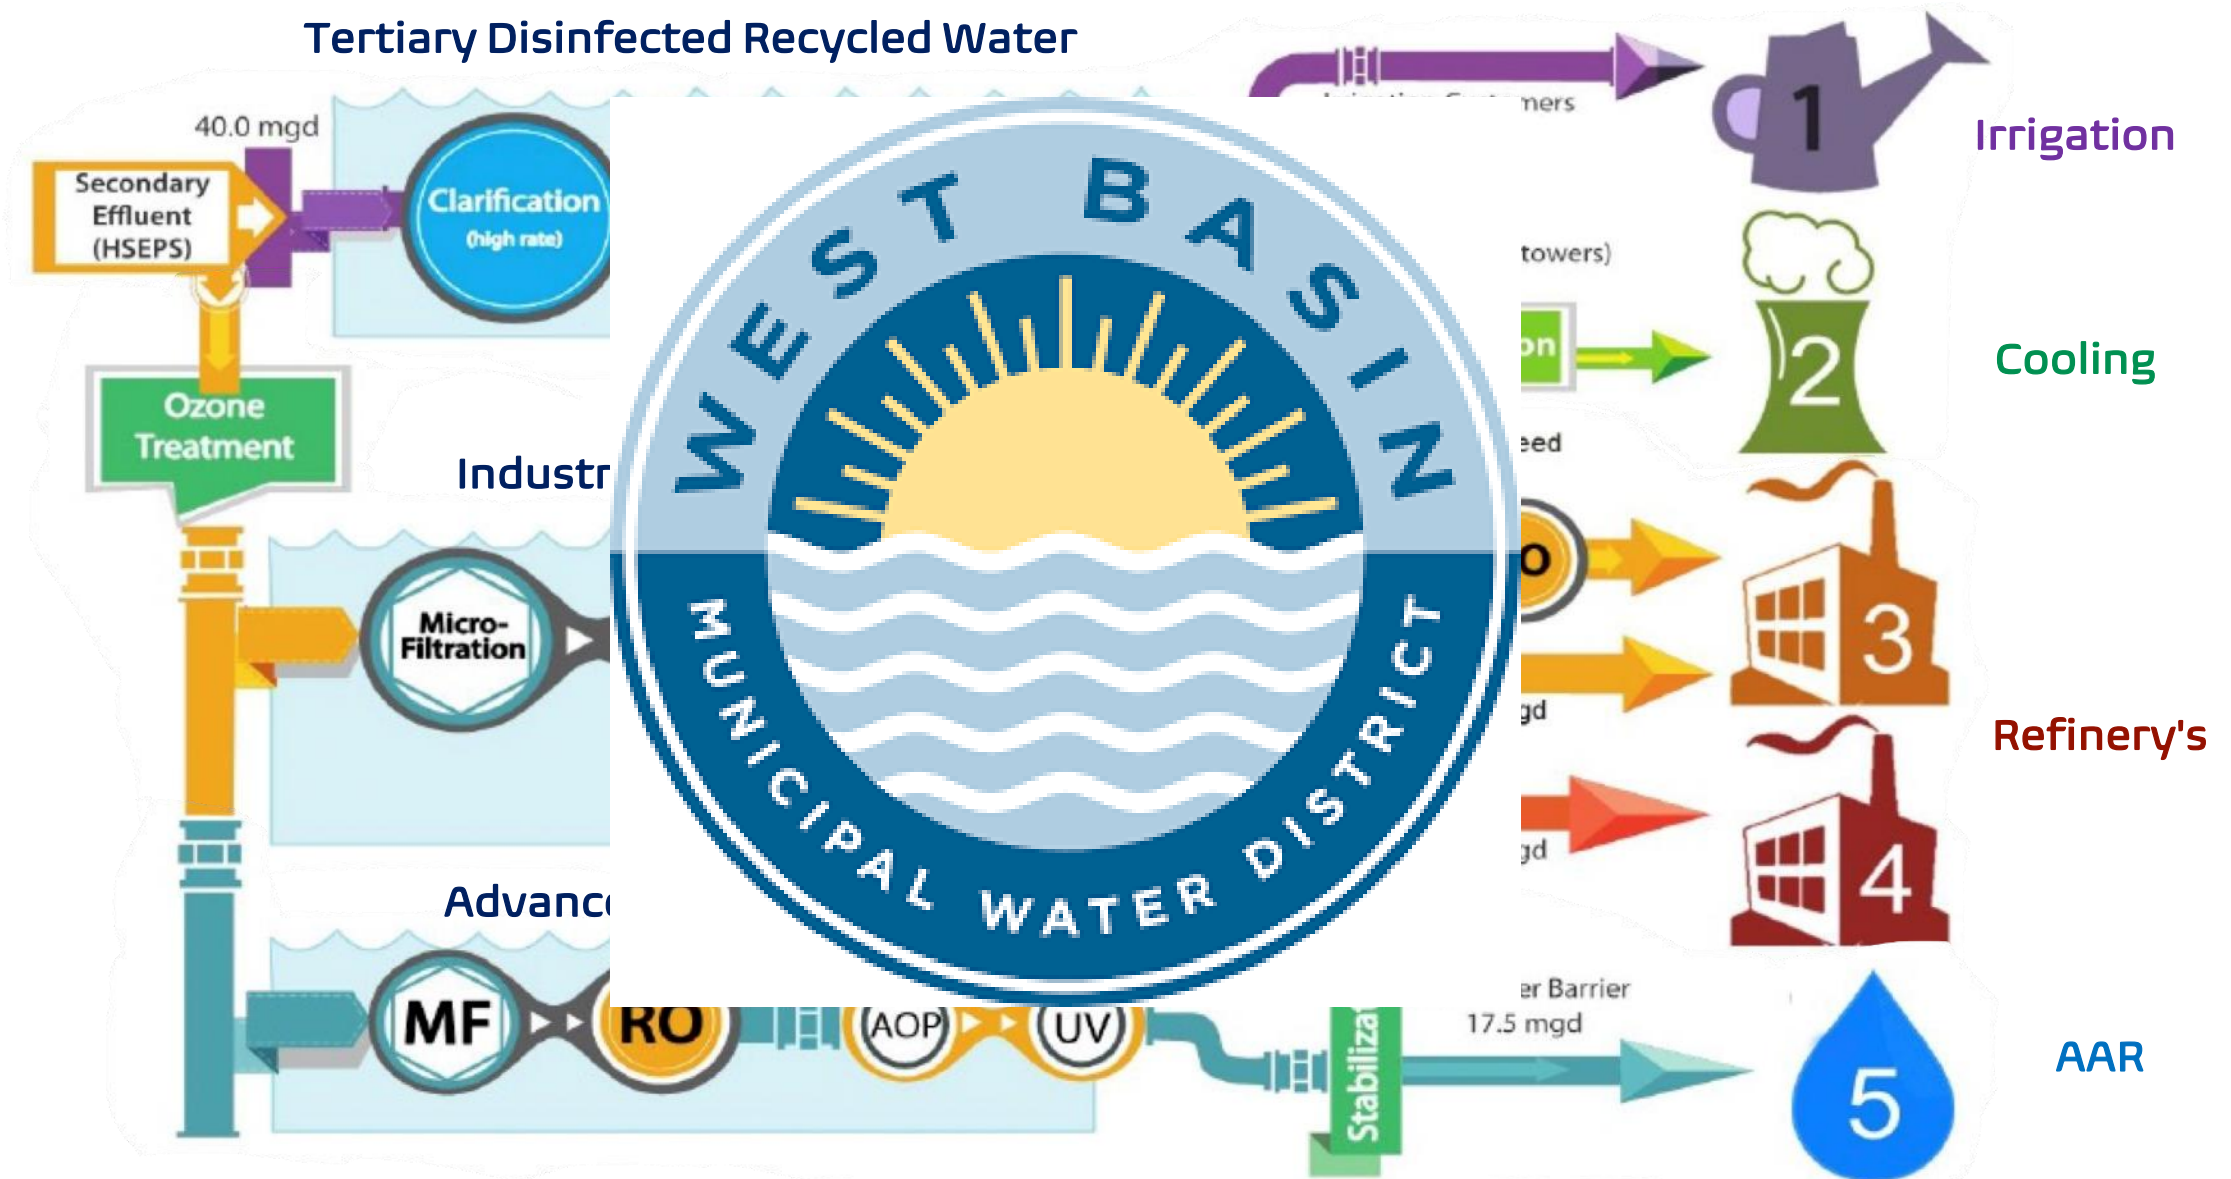 Tertiary Disinfected Recycled Water
40.0 mgd
Secondary
Effluent
(HSEPS)
Clarification
(high rate)
Ozone
Treatment
Industr
Micro-
Filtration
Advanc
MF
RO
AOP
UV
Stabilizat
WEST BASIN
MUNICIPAL WATER DISTRICT
mers
1
Irrigation
towers)
on
2
Cooling
eed
O
3
gd
Refinery's
gd
4
er Barrier
17.5 mgd
5
AAR